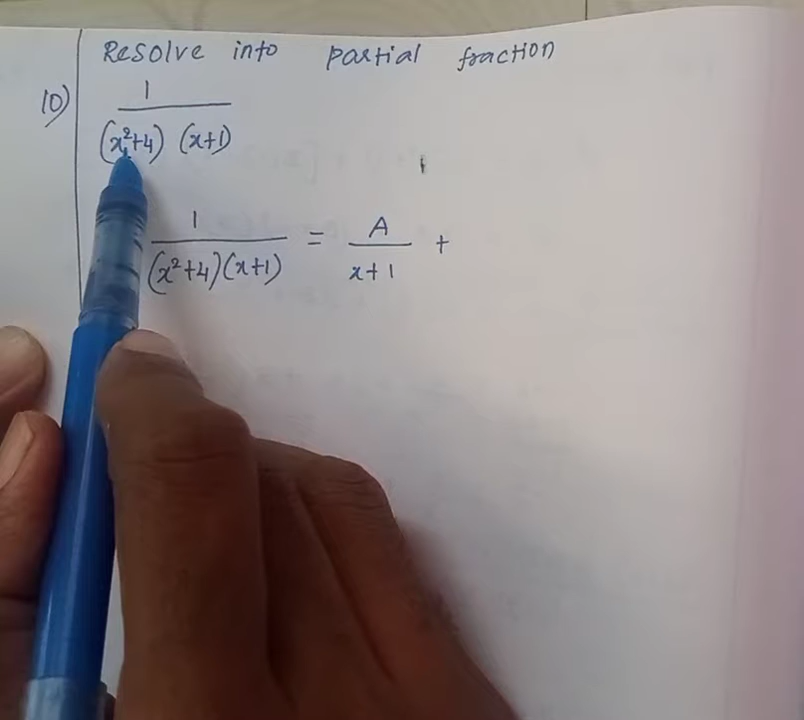 Resolve into partial fraction
10) 1/((x²+4) (x+1))
1/((x²+4)(x+1)) = A/(x+1) +